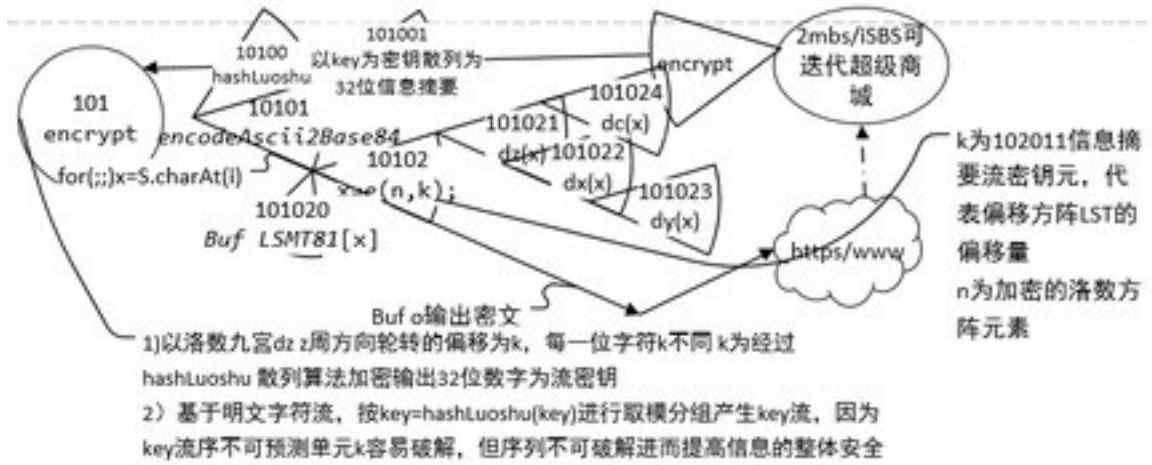 10100
hashLuoshu
101001
以key为密钥散列为
32位信息摘要
encrypt
2mbs/iSBS可
迭代超级商
城
101
encrypt
10101
encodeAscii2Base84
for(;;)x=S.charAt(i)
101020
Buf LSMT81[x]
10102
(n,k);
101021
dz(x)
101022
dx(x)
101023
dy(x)
101024
dc(x)
https/www
k为102011信息摘
要流密钥元，代
表偏移方阵LST的
偏移量
n为加密的洛数方
阵元素
Buf o输出密文
1)以洛数九宫dz z周方向轮转的偏移为k，每一位字符k不同 k为经过
hashLuoshu 散列算法加密输出32位数字为流密钥
2）基于明文字符流，按key=hashLuoshu(key)进行取模分组产生key流，因为
key流序不可预测单元k容易破解，但序列不可破解进而提高信息的整体安全